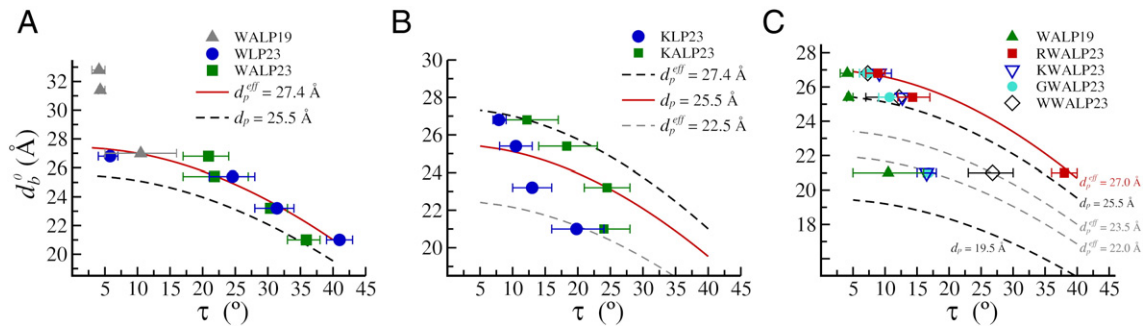 A
WALP19
WLP23
WALP23
d_p^eff = 27.4 Å
d_p = 25.5 Å
d_b^o (Å)
32
30
28
26
24
22
20
5 10 15 20 25 30 35 40 45
τ (º)
B
KLP23
KALP23
d_p^eff = 27.4 Å
d_p = 25.5 Å
d_p^eff = 22.5 Å
30
28
26
24
22
20
5 10 15 20 25 30 35 40 45
τ (º)
C
WALP19
RWALP23
KWALP23
GWALP23
WWALP23
28
26
24
22
20
18
16
d_p^eff = 27.0 Å
d_p = 25.5 Å
d_p^eff = 23.5 Å
d_p^eff = 22.0 Å
d_p = 19.5 Å
5 10 15 20 25 30 35 40 45
τ (º)